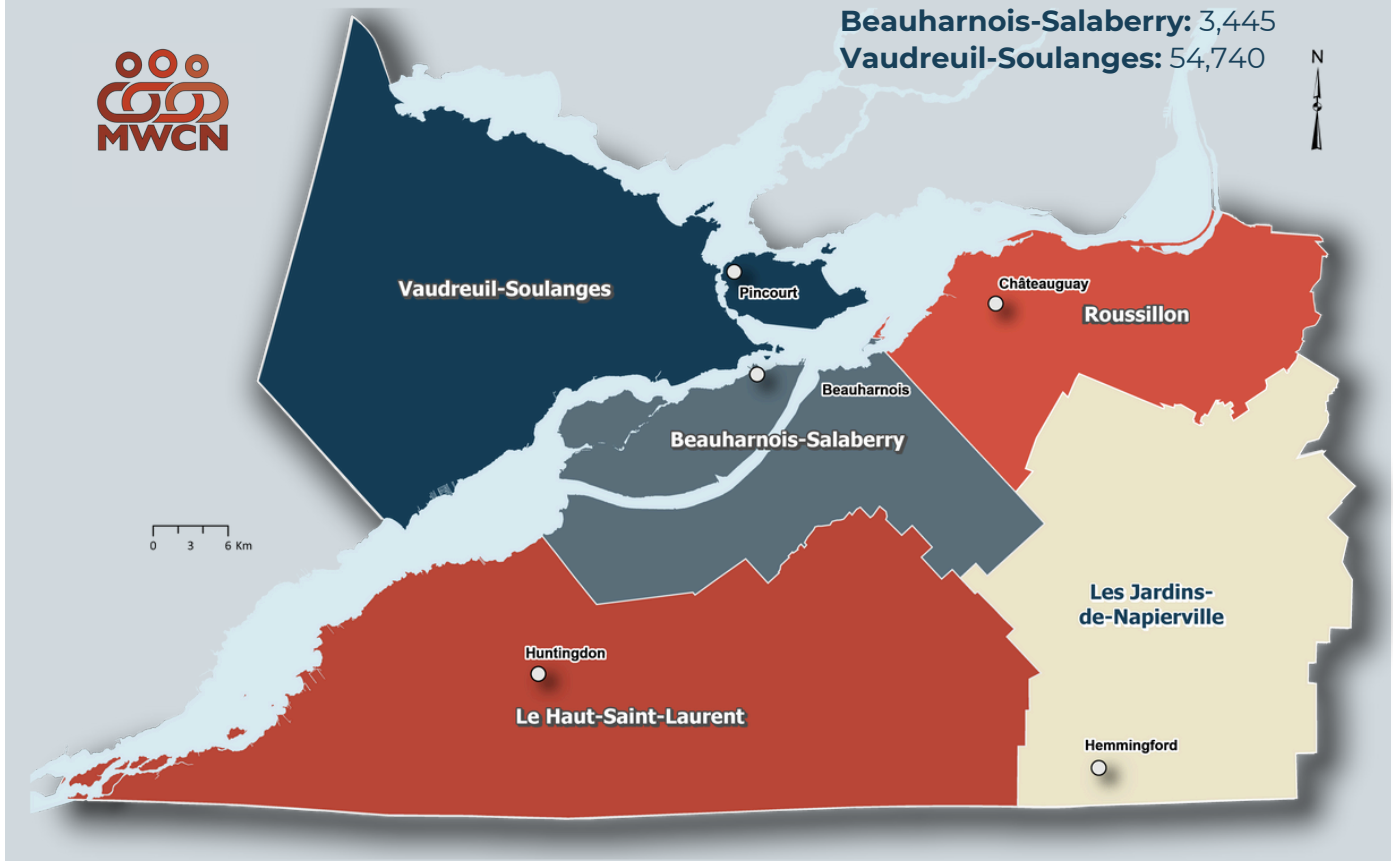 Beauharnois-Salaberry: 3,445
Vaudreuil-Soulanges: 54,740
N
MWCN
Vaudreuil-Soulanges
Pincourt
Châteauguay
Roussillon
Beauharnois
Beauharnois-Salaberry
0 3 6 Km
Les Jardins-
de-Napierville
Huntingdon
Le Haut-Saint-Laurent
Hemmingford